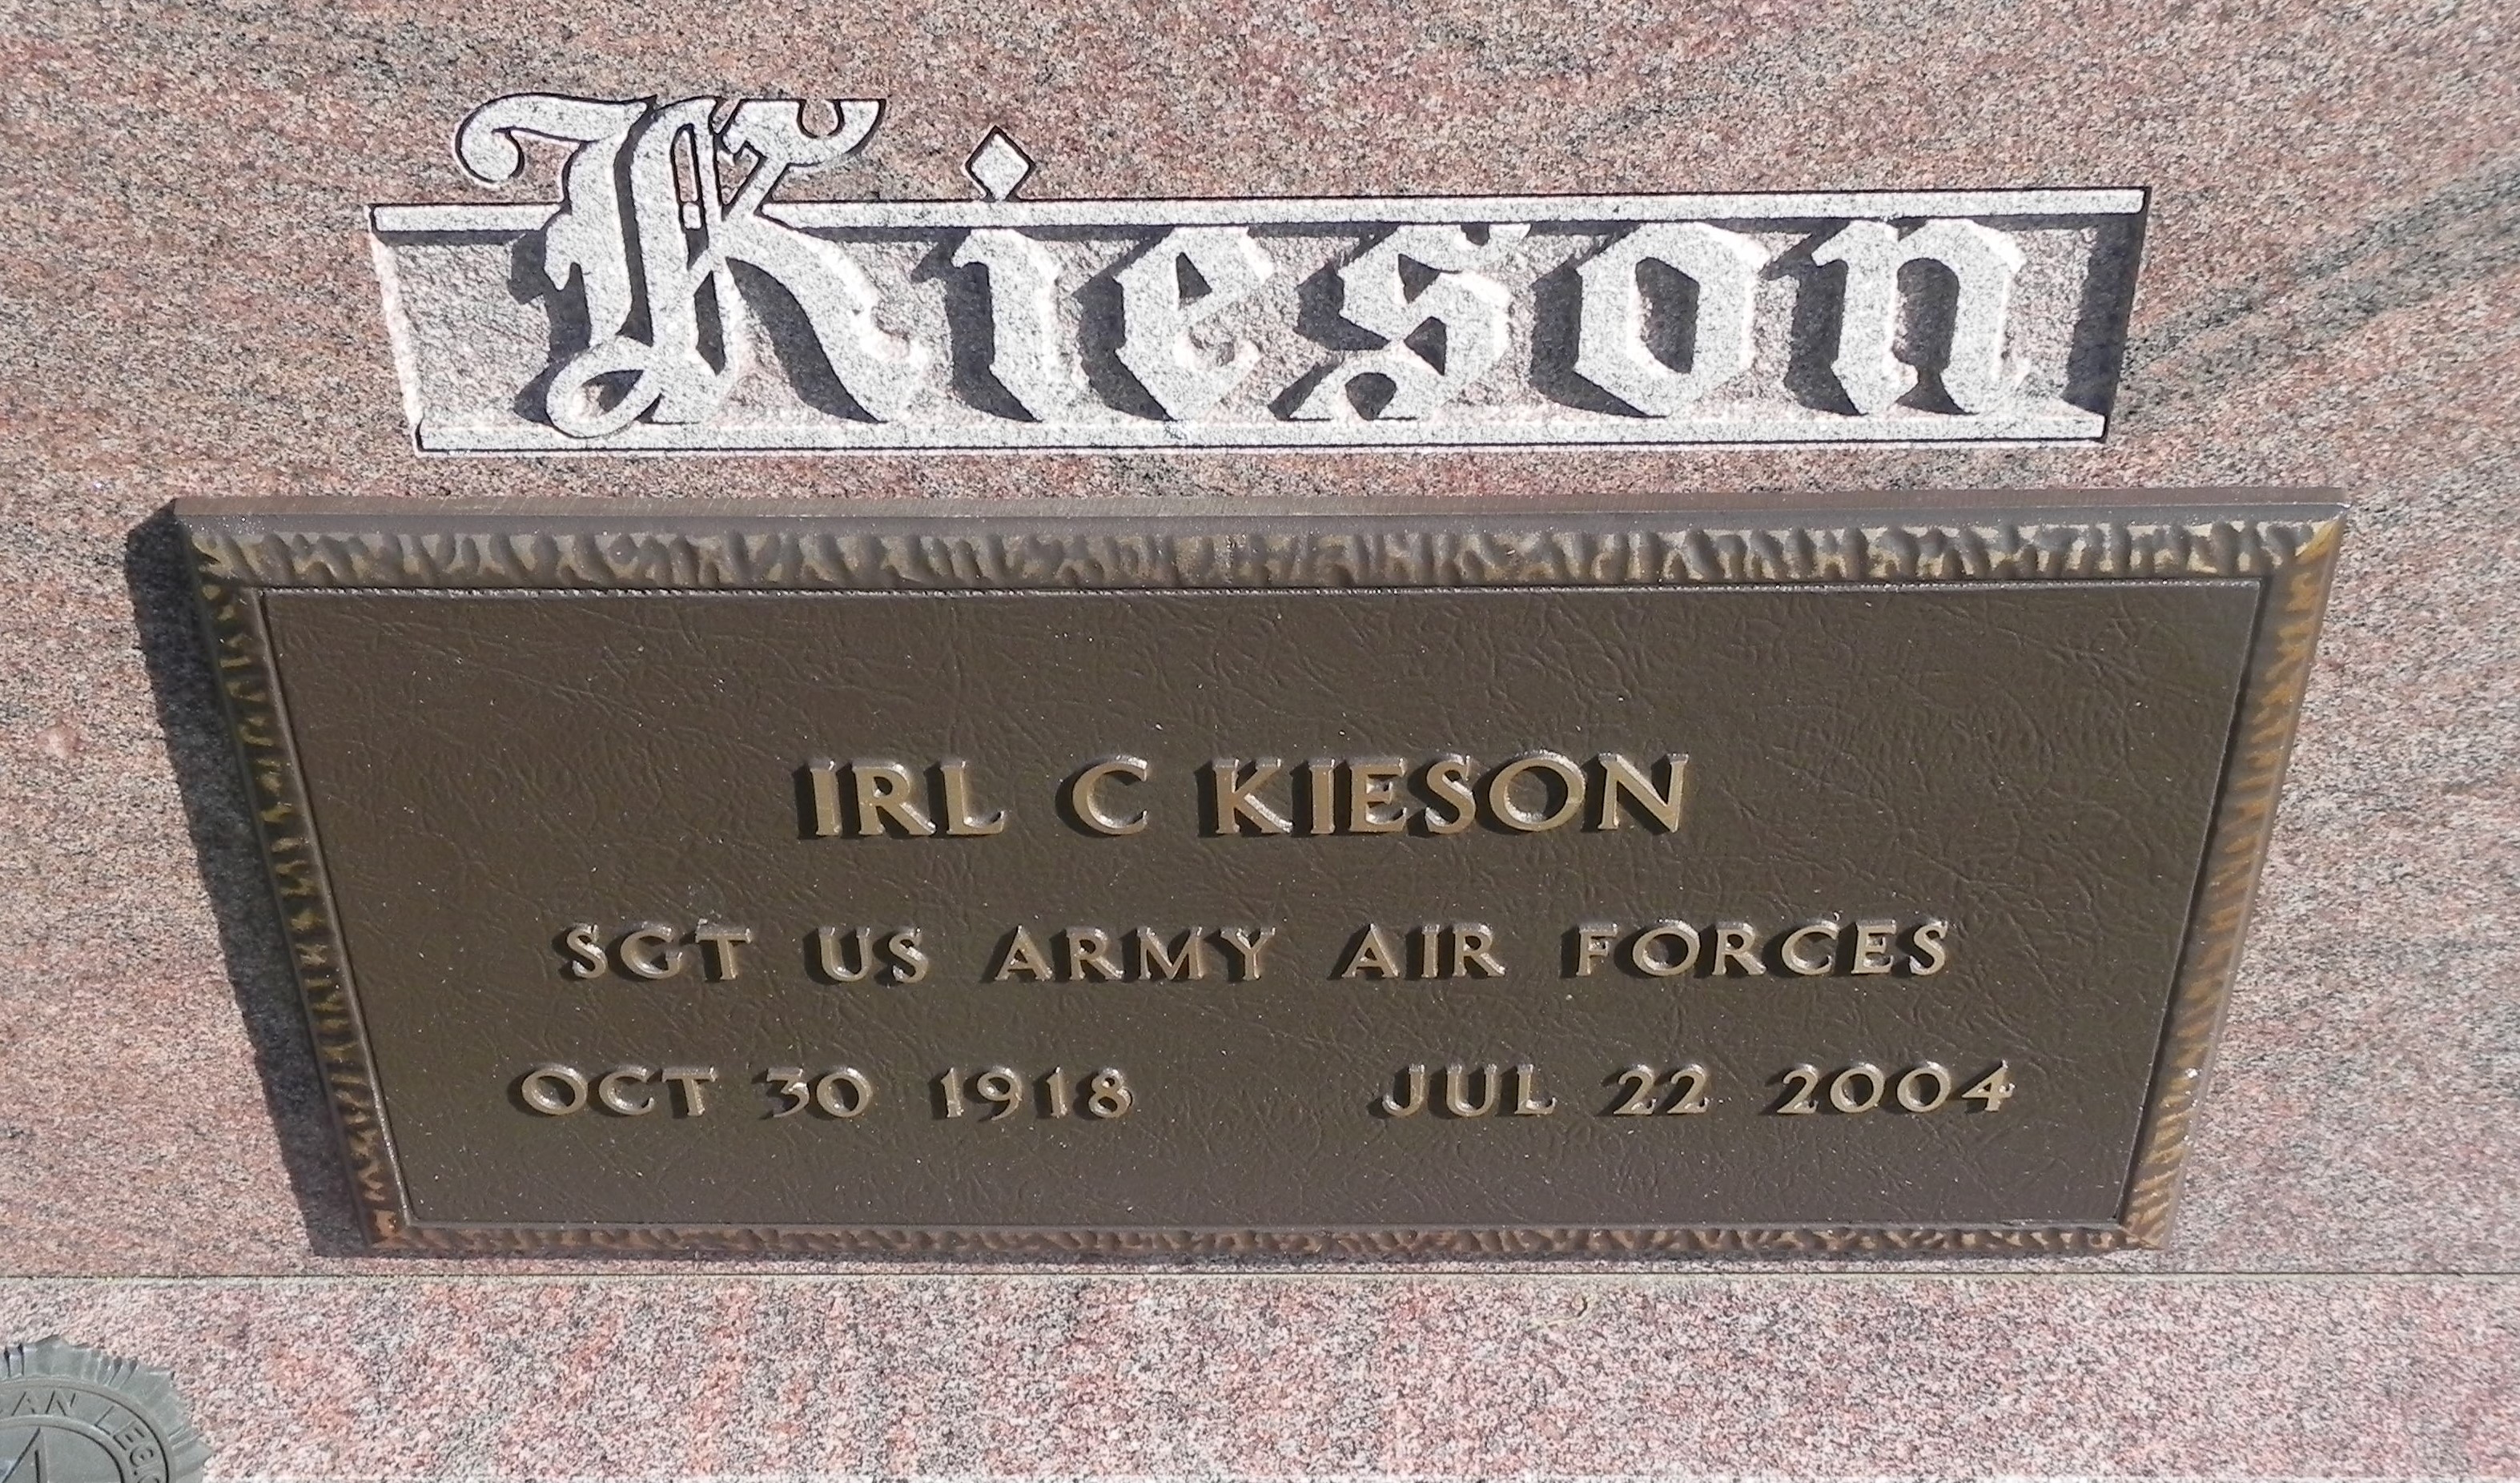 Kieson
IRL C KIESON
SGT US ARMY AIR FORCES
OCT 30 1918 JUL 22 2004